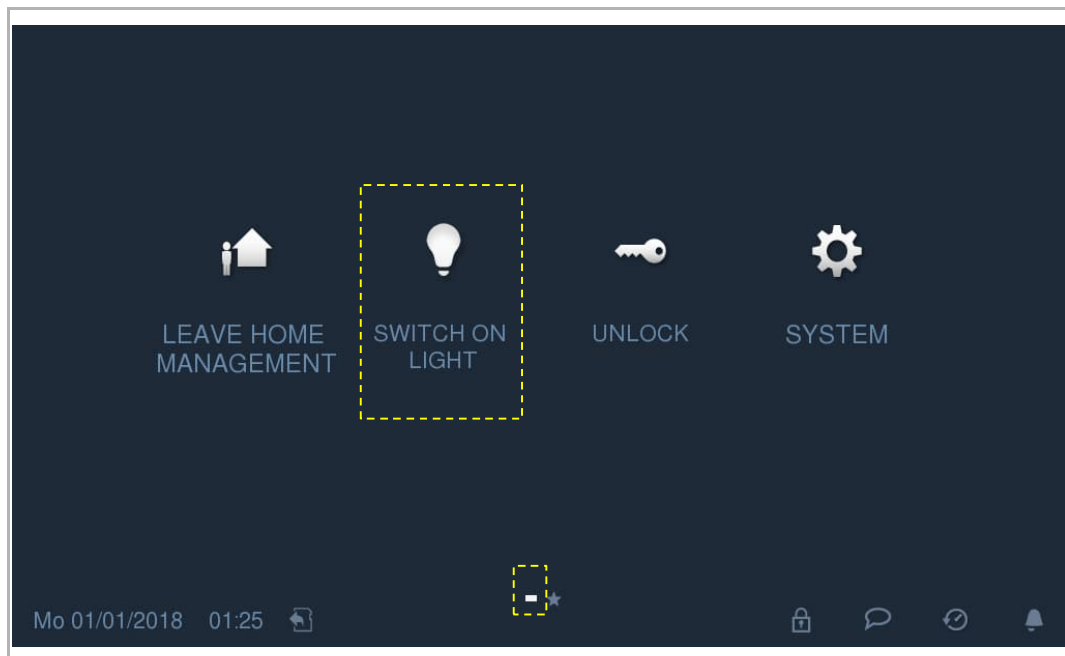 LEAVE HOME
MANAGEMENT
SWITCH ON
LIGHT
UNLOCK
SYSTEM
Mo 01/01/2018 01:25